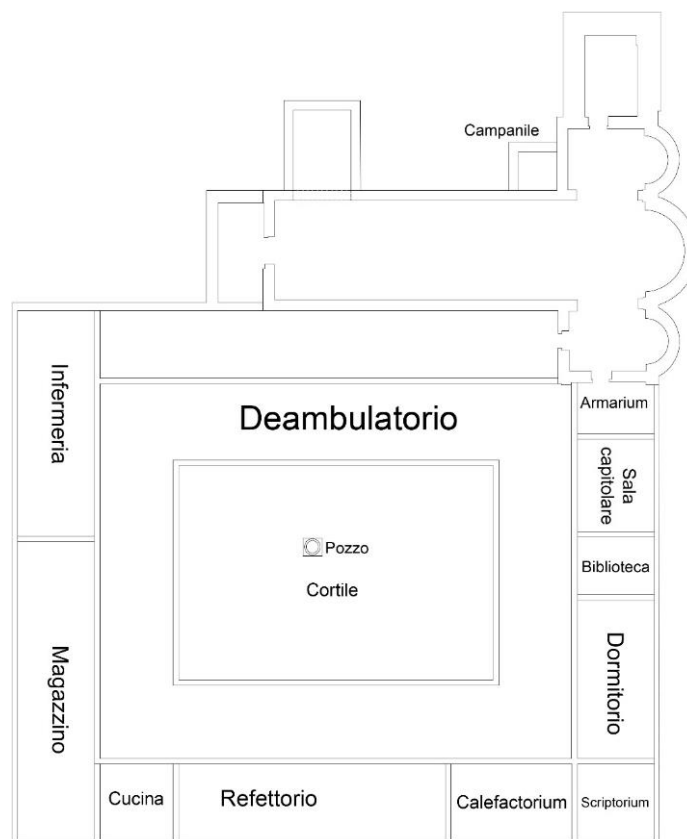 Campanile
Armarium
Infermeria
Deambulatorio
Sala
capitolare
Pozzo
Biblioteca
Cortile
Magazzino
Dormitorio
Cucina
Refettorio
Calefactorium
Scriptorium